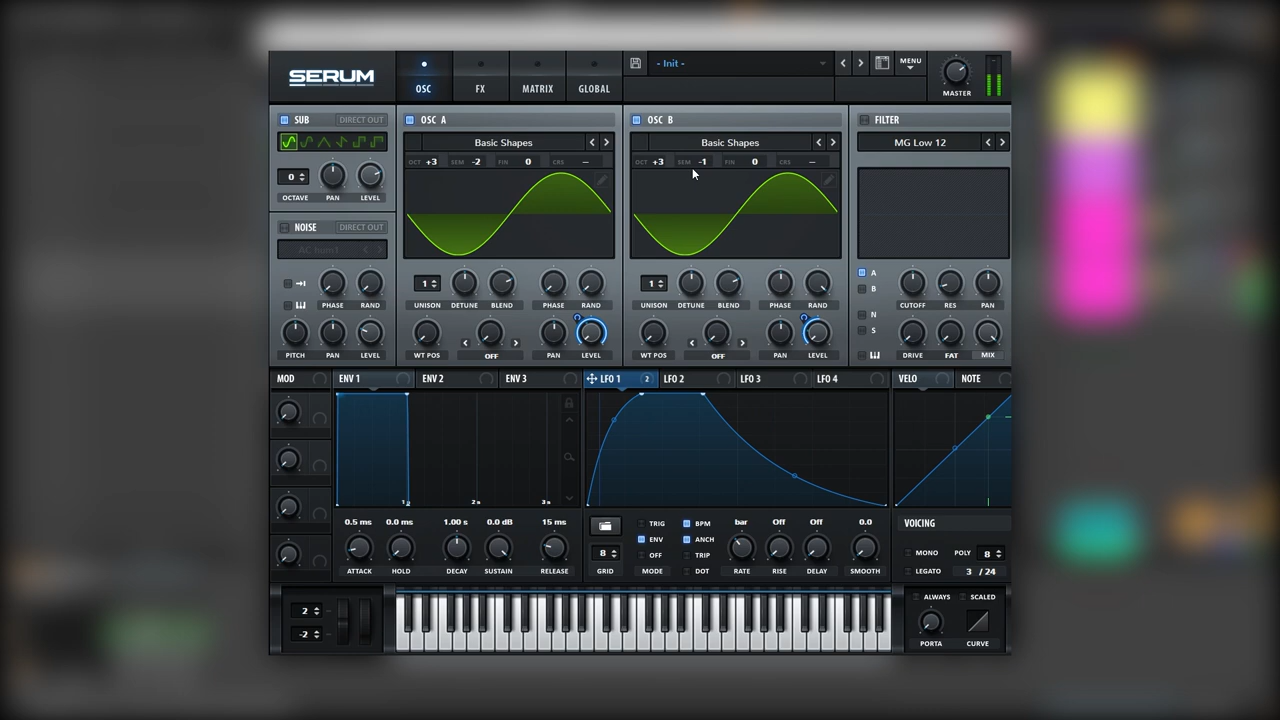 SERUM
OSC
FX
MATRIX
GLOBAL
- Init -
MENU
MASTER
SUB
DIRECT OUT
0
OCTAVE
PAN
LEVEL
NOISE
DIRECT OUT
AC hum1
PHASE
RAND
PITCH
PAN
LEVEL
OSC A
Basic Shapes
OCT +3 SEM -2 FIN 0 CRS --
1
UNISON
DETUNE
BLEND
PHASE
RAND
WT POS
OFF
PAN
LEVEL
OSC B
Basic Shapes
OCT +3 SEM -1 FIN 0 CRS --
1
UNISON
DETUNE
BLEND
PHASE
RAND
WT POS
OFF
PAN
LEVEL
FILTER
MG Low 12
A
B
N
S
CUTOFF
RES
PAN
DRIVE
FAT
MIX
MOD
ENV 1
ENV 2
ENV 3
LFO 1
2
LFO 2
LFO 3
LFO 4
VELO
NOTE
2s
3s
0.5 ms
0.0 ms
1.00 s
0.0 dB
15 ms
ATTACK
HOLD
DECAY
SUSTAIN
RELEASE
8
GRID
TRIG
ENV
OFF
MODE
BPM
ANCH
TRIP
DOT
bar
Off
Off
0.0
RATE
RISE
DELAY
SMOOTH
VOICING
MONO
POLY
8
LEGATO
3 / 24
ALWAYS
SCALED
PORTA
CURVE
2
-2